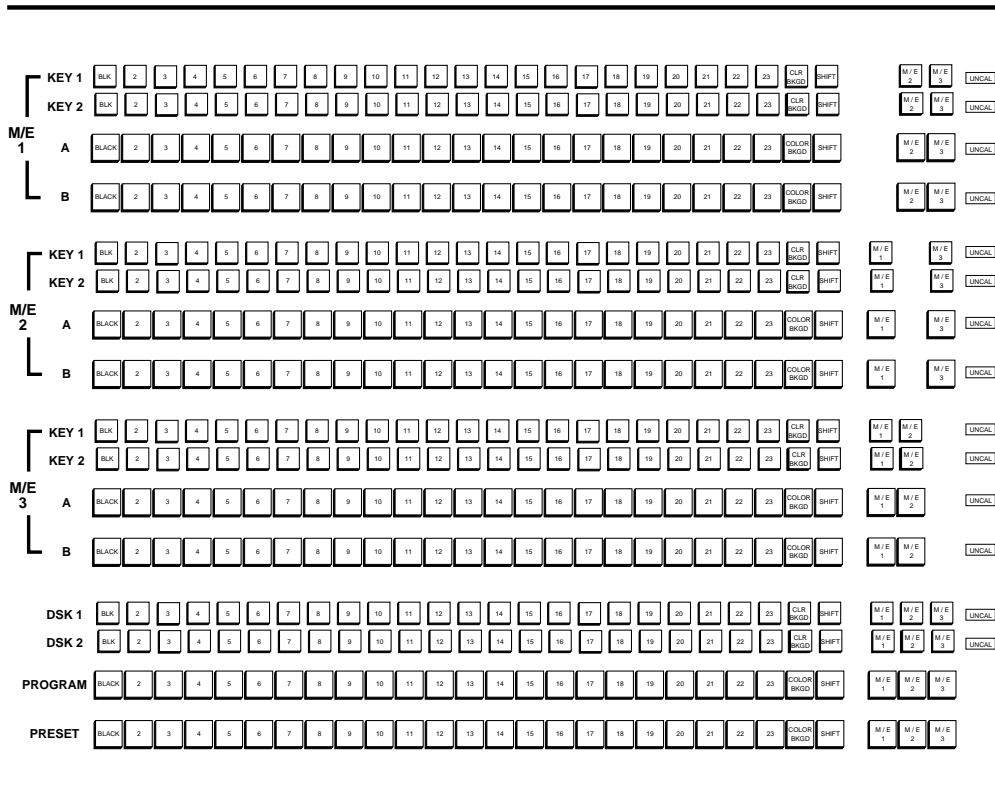 KEY 1 BLK 2 3 4 5 6 7 8 9 10 11 12 13 14 15 16 17 18 19 20 21 22 23 CLR BKGD SHIFT M / E 2 M / E 3 UNCAL
KEY 2 BLK 2 3 4 5 6 7 8 9 10 11 12 13 14 15 16 17 18 19 20 21 22 23 CLR BKGD SHIFT M / E 2 M / E 3 UNCAL
M/E 1
A BLACK 2 3 4 5 6 7 8 9 10 11 12 13 14 15 16 17 18 19 20 21 22 23 COLOR BKGD SHIFT M / E 2 M / E 3 UNCAL
B BLACK 2 3 4 5 6 7 8 9 10 11 12 13 14 15 16 17 18 19 20 21 22 23 COLOR BKGD SHIFT M / E 2 M / E 3 UNCAL
KEY 1 BLK 2 3 4 5 6 7 8 9 10 11 12 13 14 15 16 17 18 19 20 21 22 23 CLR BKGD SHIFT M / E 1 M / E 3 UNCAL
KEY 2 BLK 2 3 4 5 6 7 8 9 10 11 12 13 14 15 16 17 18 19 20 21 22 23 CLR BKGD SHIFT M / E 1 M / E 3 UNCAL
M/E 2
A BLACK 2 3 4 5 6 7 8 9 10 11 12 13 14 15 16 17 18 19 20 21 22 23 COLOR BKGD SHIFT M / E 1 M / E 3 UNCAL
B BLACK 2 3 4 5 6 7 8 9 10 11 12 13 14 15 16 17 18 19 20 21 22 23 COLOR BKGD SHIFT M / E 1 M / E 3 UNCAL
KEY 1 BLK 2 3 4 5 6 7 8 9 10 11 12 13 14 15 16 17 18 19 20 21 22 23 CLR BKGD SHIFT M / E 1 M / E 2 UNCAL
KEY 2 BLK 2 3 4 5 6 7 8 9 10 11 12 13 14 15 16 17 18 19 20 21 22 23 CLR BKGD SHIFT M / E 1 M / E 2 UNCAL
M/E 3
A BLACK 2 3 4 5 6 7 8 9 10 11 12 13 14 15 16 17 18 19 20 21 22 23 COLOR BKGD SHIFT M / E 1 M / E 2 UNCAL
B BLACK 2 3 4 5 6 7 8 9 10 11 12 13 14 15 16 17 18 19 20 21 22 23 COLOR BKGD SHIFT M / E 1 M / E 2 UNCAL
DSK 1 BLK 2 3 4 5 6 7 8 9 10 11 12 13 14 15 16 17 18 19 20 21 22 23 CLR BKGD SHIFT M / E 1 M / E 2 M / E 3 UNCAL
DSK 2 BLK 2 3 4 5 6 7 8 9 10 11 12 13 14 15 16 17 18 19 20 21 22 23 CLR BKGD SHIFT M / E 1 M / E 2 M / E 3 UNCAL
PROGRAM BLACK 2 3 4 5 6 7 8 9 10 11 12 13 14 15 16 17 18 19 20 21 22 23 COLOR BKGD SHIFT M / E 1 M / E 2 M / E 3
PRESET BLACK 2 3 4 5 6 7 8 9 10 11 12 13 14 15 16 17 18 19 20 21 22 23 COLOR BKGD SHIFT M / E 1 M / E 2 M / E 3